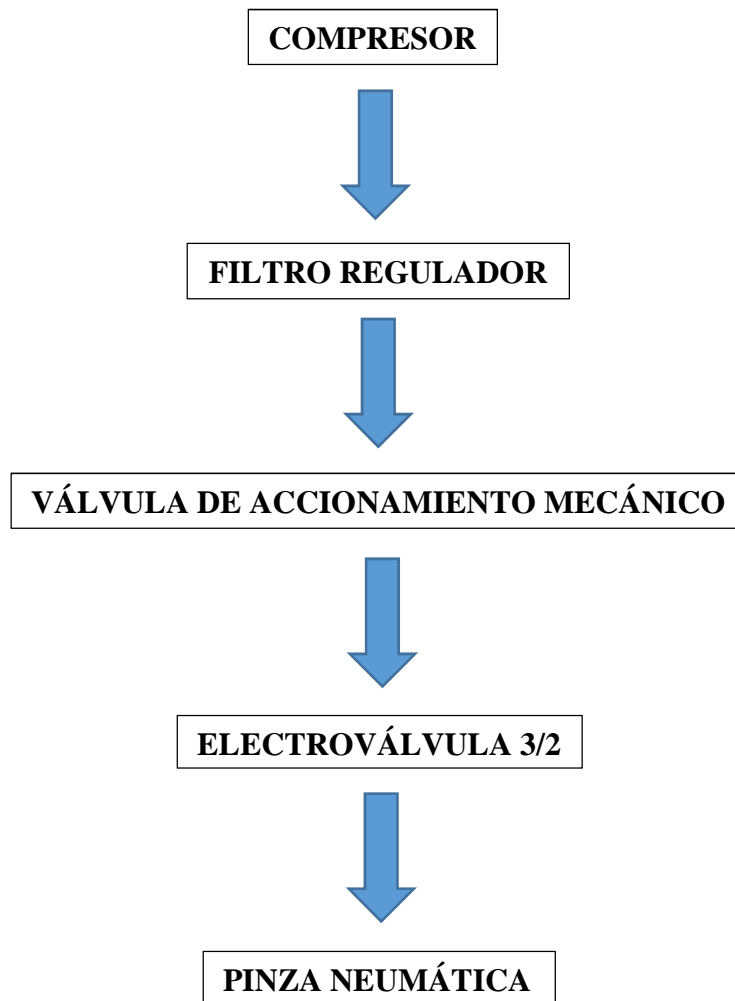 COMPRESOR
FILTRO REGULADOR
VÁLVULA DE ACCIONAMIENTO MECÁNICO
ELECTROVÁLVULA 3/2
PINZA NEUMÁTICA